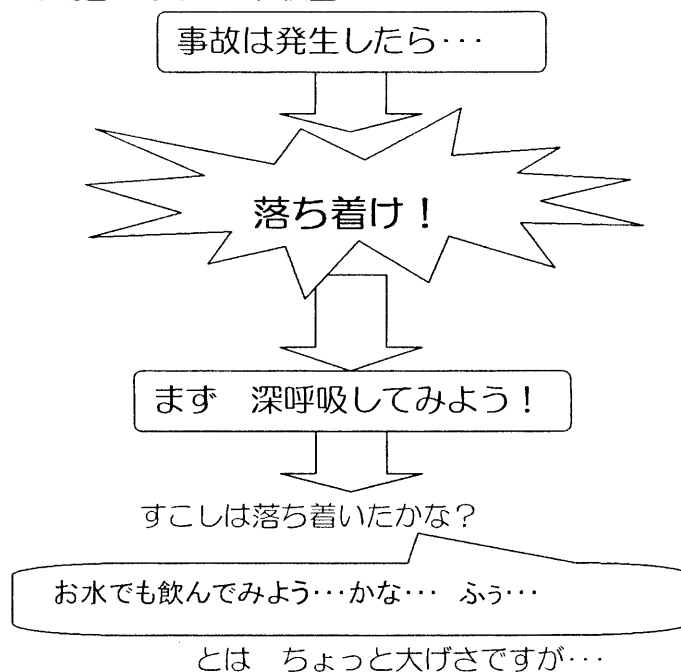 事故は発生したら･･･
落ち着け！
まず　深呼吸してみよう！
すこしは落ち着いたかな？
お水でも飲んでみよう･･･かな･･･　ふぅ･･･
とは　ちょっと大げさですが･･･